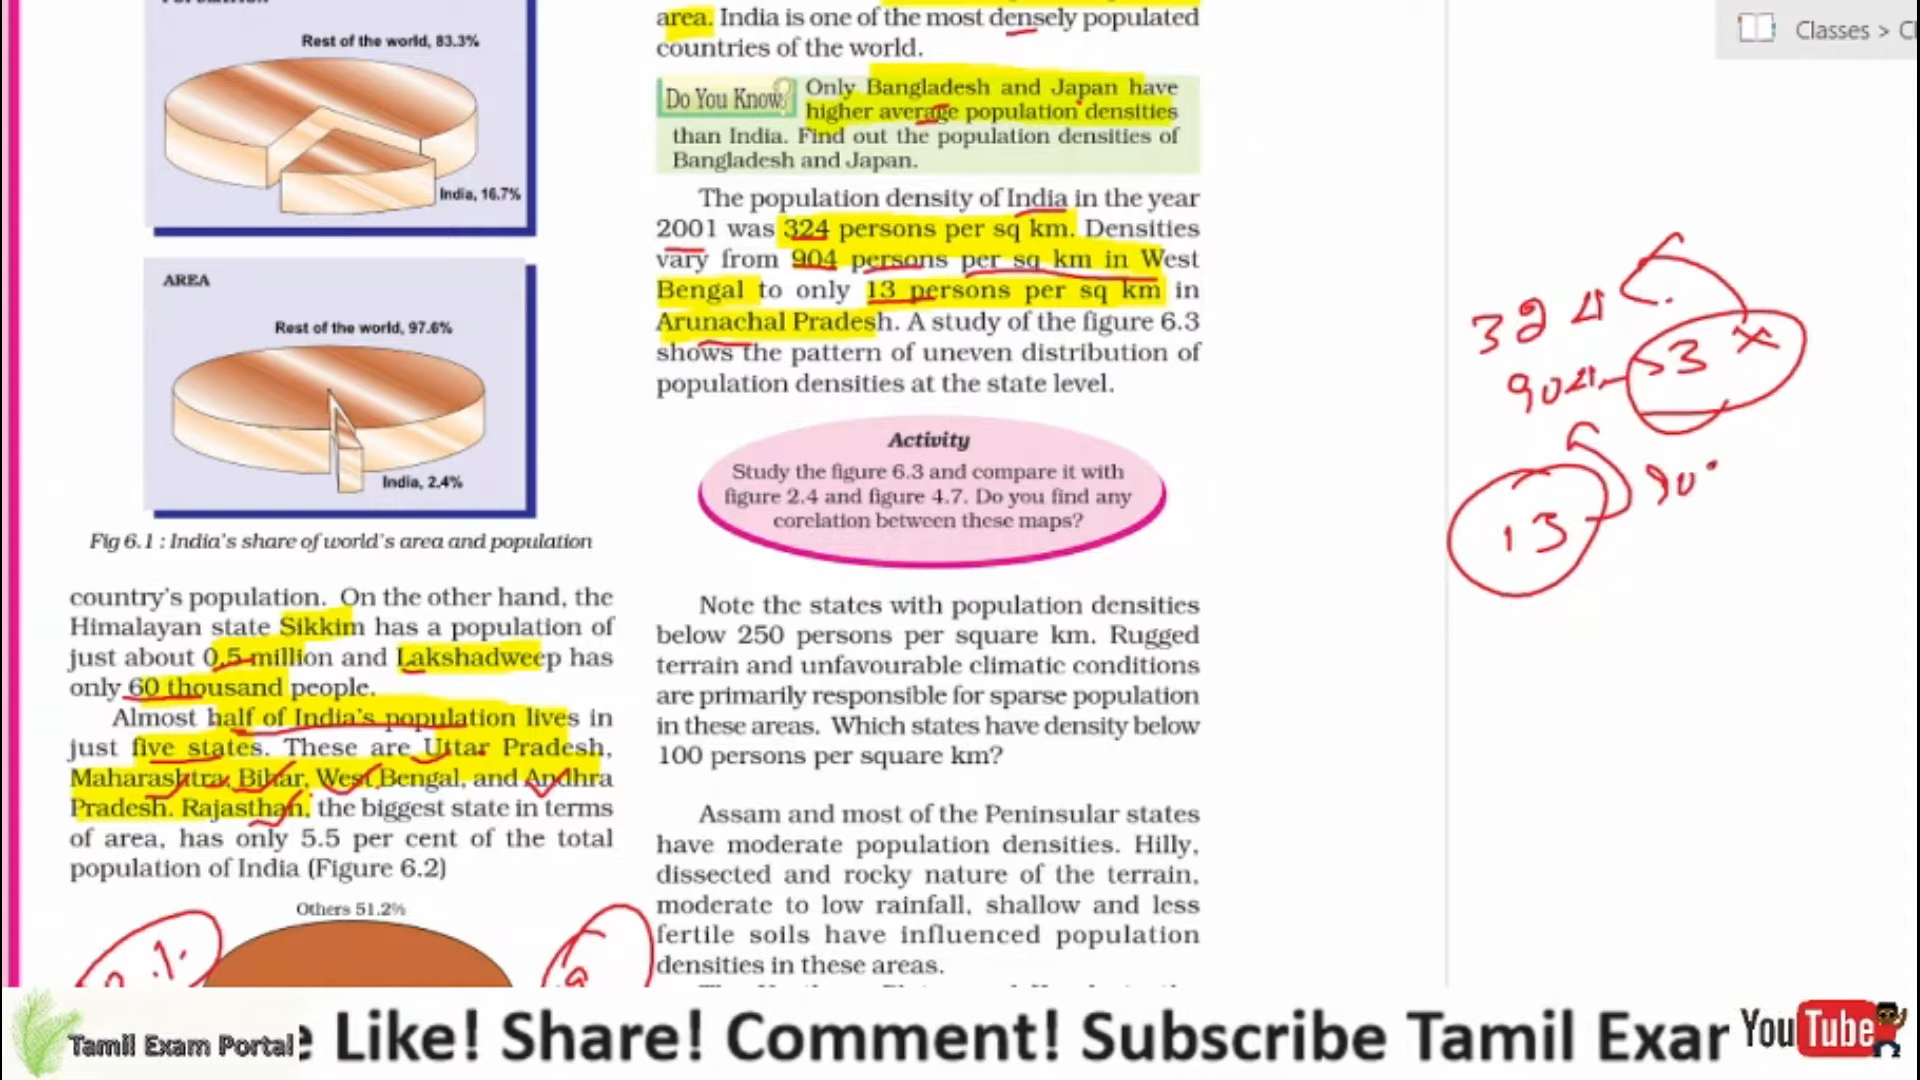 Rest of the world, 83.3%
India, 16.7%
AREA
Rest of the world, 97.6%
India, 2.4%
Fig 6.1 : India's share of world's area and population
country's population. On the other hand, the
Himalayan state Sikkim has a population of
just about 0.5 million and Lakshadweep has
only 60 thousand people.
Almost half of India's population lives in
just five states. These are Uttar Pradesh,
Maharashtra, Bihar, West Bengal, and Andhra
Pradesh. Rajasthan, the biggest state in terms
of area, has only 5.5 per cent of the total
population of India (Figure 6.2)
Others 51.2%
area. India is one of the most densely populated
countries of the world.
Do You Know?
Only Bangladesh and Japan have
higher average population densities
than India. Find out the population densities of
Bangladesh and Japan.
The population density of India in the year
2001 was 324 persons per sq km. Densities
vary from 904 persons per sq km in West
Bengal to only 13 persons per sq km in
Arunachal Pradesh. A study of the figure 6.3
shows the pattern of uneven distribution of
population densities at the state level.
Activity
Study the figure 6.3 and compare it with
figure 2.4 and figure 4.7. Do you find any
corelation between these maps?
Note the states with population densities
below 250 persons per square km. Rugged
terrain and unfavourable climatic conditions
are primarily responsible for sparse population
in these areas. Which states have density below
100 persons per square km?
Assam and most of the Peninsular states
have moderate population densities. Hilly,
dissected and rocky nature of the terrain,
moderate to low rainfall, shallow and less
fertile soils have influenced population
densities in these areas.
Classes > Cl
324
904
13
Tamil Exam Portal
e Like! Share! Comment! Subscribe Tamil Exar
YouTube